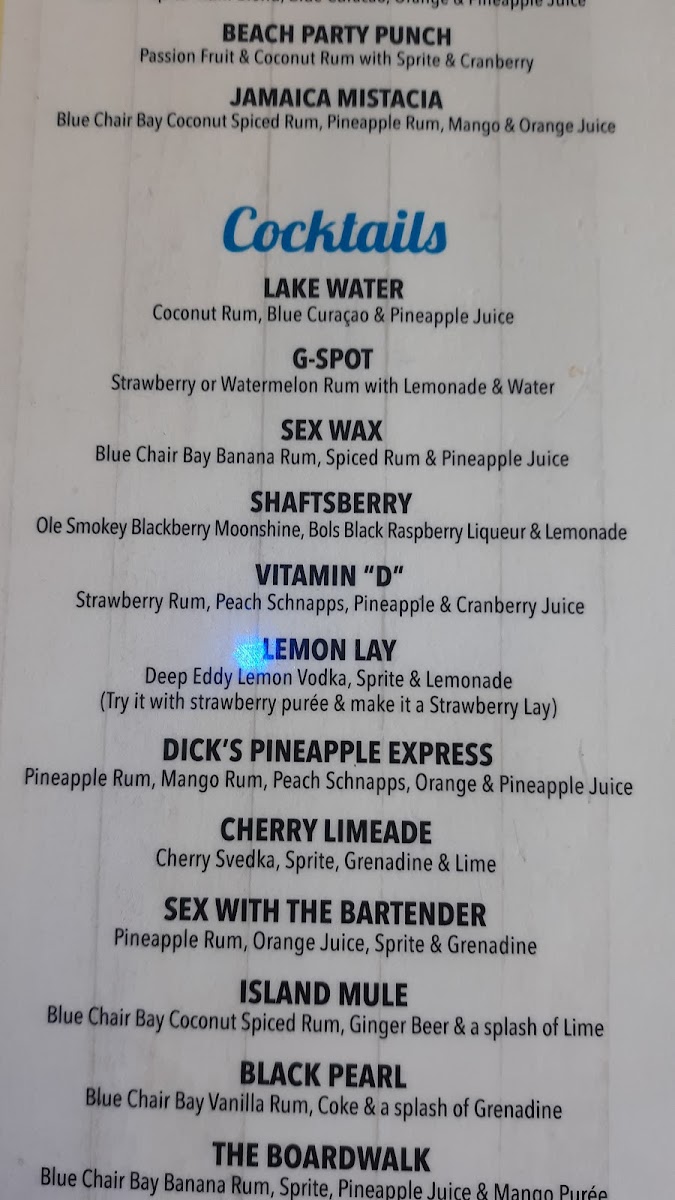 Orange & Pineapple Juice
BEACH PARTY PUNCH
Passion Fruit & Coconut Rum with Sprite & Cranberry
JAMAICA MISTACIA
Blue Chair Bay Coconut Spiced Rum, Pineapple Rum, Mango & Orange Juice
Cocktails
LAKE WATER
Coconut Rum, Blue Curaçao & Pineapple Juice
G-SPOT
Strawberry or Watermelon Rum with Lemonade & Water
SEX WAX
Blue Chair Bay Banana Rum, Spiced Rum & Pineapple Juice
SHAFTSBERRY
Ole Smokey Blackberry Moonshine, Bols Black Raspberry Liqueur & Lemonade
VITAMIN "D"
Strawberry Rum, Peach Schnapps, Pineapple & Cranberry Juice
LEMON LAY
Deep Eddy Lemon Vodka, Sprite & Lemonade
(Try it with strawberry purée & make it a Strawberry Lay)
DICK'S PINEAPPLE EXPRESS
Pineapple Rum, Mango Rum, Peach Schnapps, Orange & Pineapple Juice
CHERRY LIMEADE
Cherry Svedka, Sprite, Grenadine & Lime
SEX WITH THE BARTENDER
Pineapple Rum, Orange Juice, Sprite & Grenadine
ISLAND MULE
Blue Chair Bay Coconut Spiced Rum, Ginger Beer & a splash of Lime
BLACK PEARL
Blue Chair Bay Vanilla Rum, Coke & a splash of Grenadine
THE BOARDWALK
Blue Chair Bay Banana Rum, Sprite, Pineapple Juice & Mango Purée